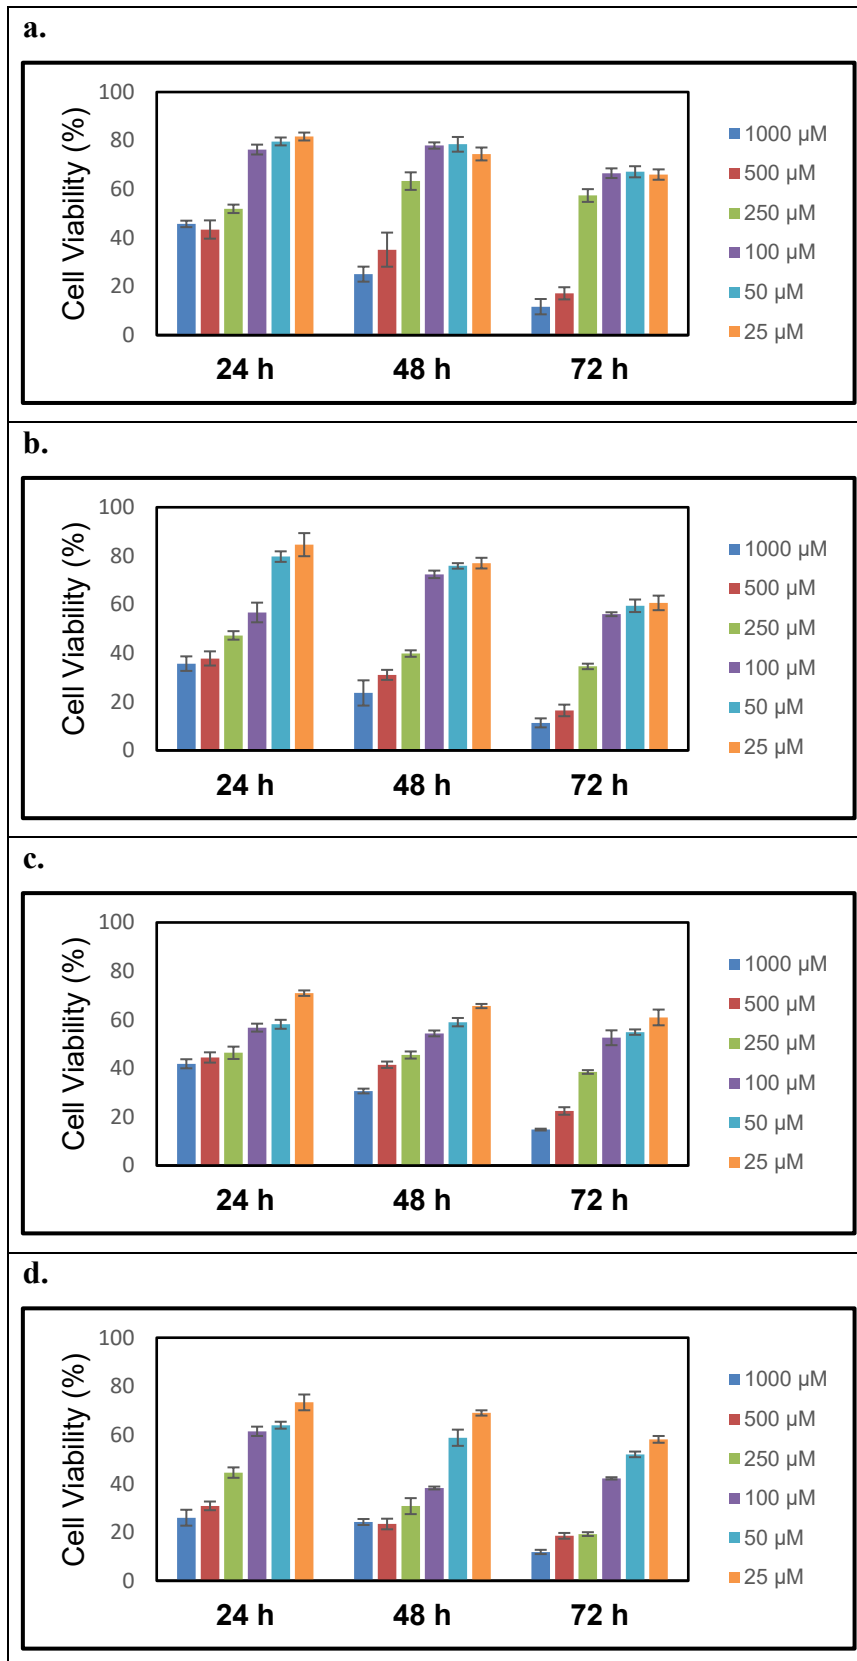 a.
Cell Viability (%)
100
80
60
40
20
0
24 h 48 h 72 h
1000 µM
500 µM
250 µM
100 µM
50 µM
25 µM
b.
Cell Viability (%)
100
80
60
40
20
0
24 h 48 h 72 h
1000 µM
500 µM
250 µM
100 µM
50 µM
25 µM
c.
Cell Viability (%)
100
80
60
40
20
0
24 h 48 h 72 h
1000 µM
500 µM
250 µM
100 µM
50 µM
25 µM
d.
Cell Viability (%)
100
80
60
40
20
0
24 h 48 h 72 h
1000 µM
500 µM
250 µM
100 µM
50 µM
25 µM